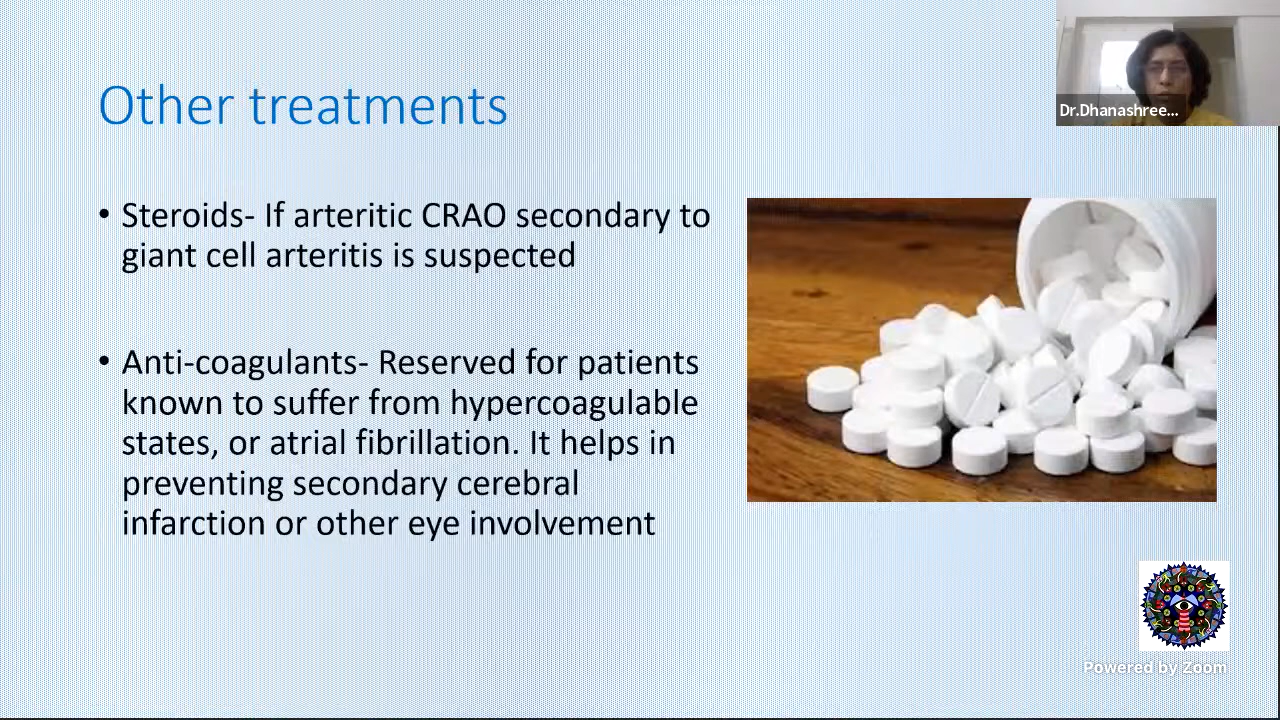 Other treatments
Dr.Dhanashree...
• Steroids- If arteritic CRAO secondary to
giant cell arteritis is suspected
• Anti-coagulants- Reserved for patients
known to suffer from hypercoagulable
states, or atrial fibrillation. It helps in
preventing secondary cerebral
infarction or other eye involvement
Powered by Zoom